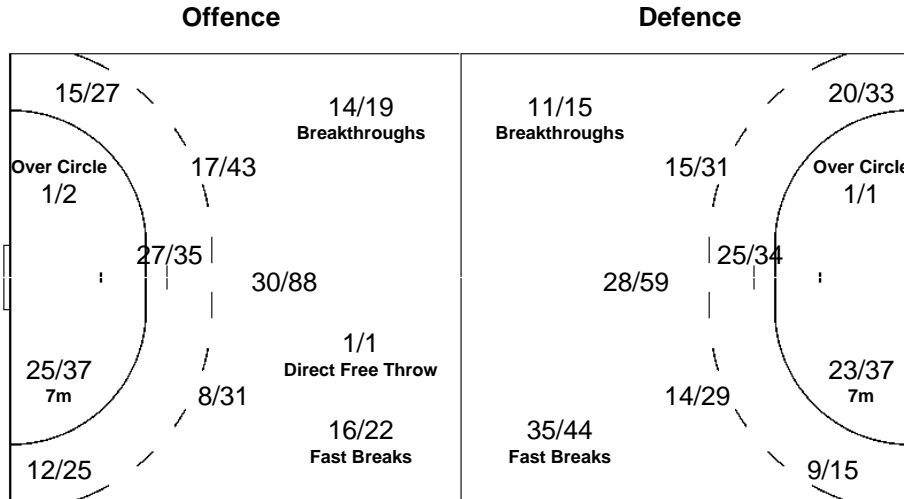 Offence Defence
15/27 20/33
14/19 11/15
Breakthroughs Breakthroughs
17/43 15/31
Over Circle Over Circle
1/2 1/1
27/35 25/34
30/88 28/59
1/1
Direct Free Throw
25/37 23/37
7m 7m
8/31 14/29
16/22 35/44
Fast Breaks Fast Breaks
12/25 9/15